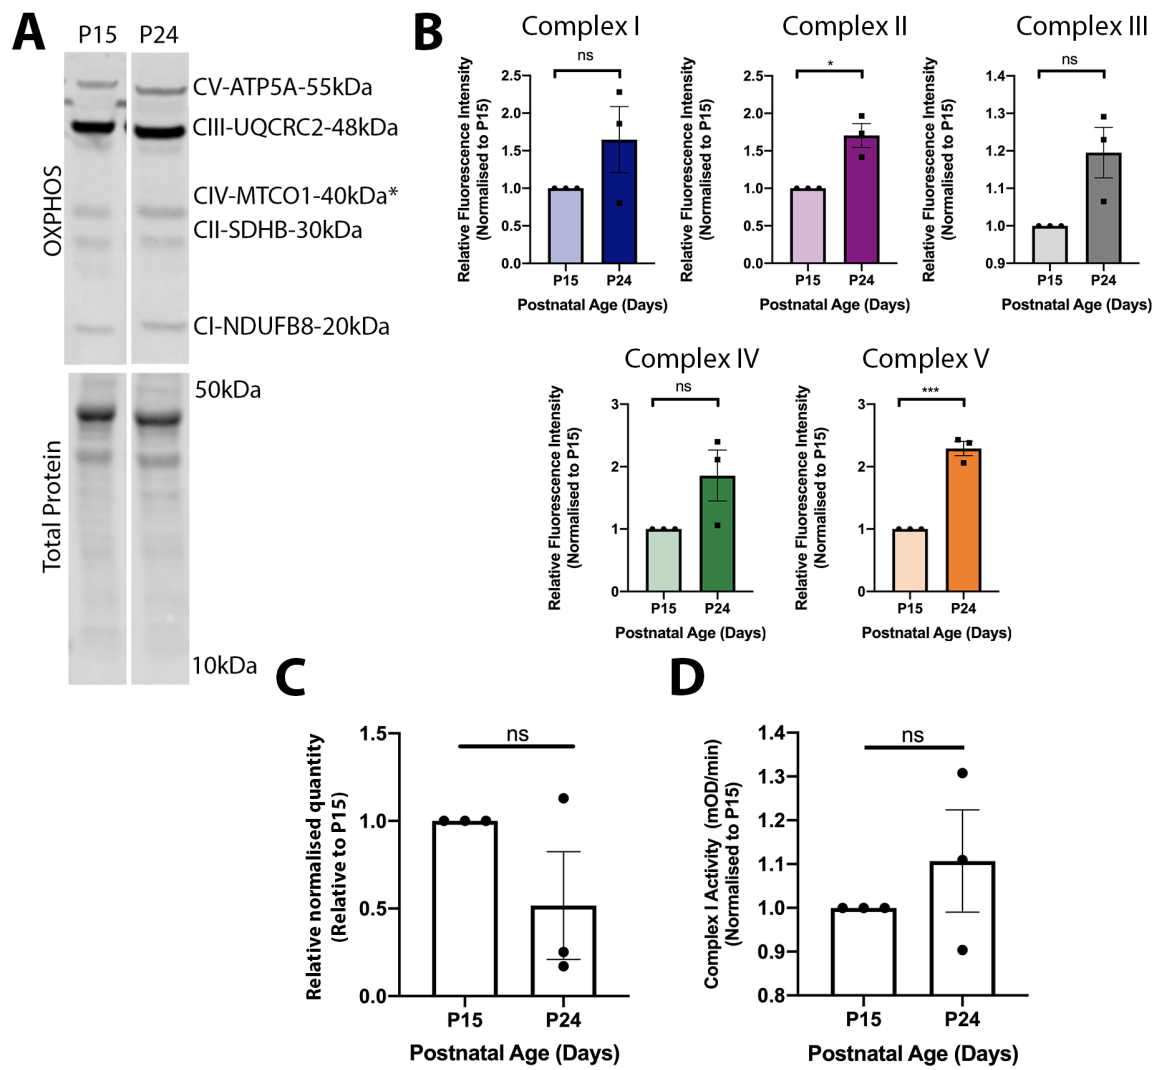 A
P15 P24
CV-ATP5A-55kDa
CIII-UQCRC2-48kDa
CIV-MTCO1-40kDa*
CII-SDHB-30kDa
CI-NDUFB8-20kDa
OXPHOS
50kDa
Total Protein
10kDa
B
Complex I
Relative Fluorescence Intensity
(Normalised to P15)
2.5
2.0
1.5
1.0
0.5
0.0
ns
P15 P24
Postnatal Age (Days)
Complex II
Relative Fluorescence Intensity
(Normalised to P15)
2.5
2.0
1.5
1.0
0.5
0.0
*
P15 P24
Postnatal Age (Days)
Complex III
Relative Fluorescence Intensity
(Normalised to P15)
1.4
1.3
1.2
1.1
1.0
0.9
ns
P15 P24
Postnatal Age (Days)
Complex IV
Relative Fluorescence Intensity
(Normalised to P15)
3
2
1
0
ns
P15 P24
Postnatal Age (Days)
Complex V
Relative Fluorescence Intensity
(Normalised to P15)
3
2
1
0
***
P15 P24
Postnatal Age (Days)
C
Relative normalised quantity
(Relative to P15)
1.5
1.0
0.5
0.0
ns
P15 P24
Postnatal Age (Days)
D
Complex I Activity (mOD/min)
(Normalised to P15)
1.4
1.3
1.2
1.1
1.0
0.9
0.8
ns
P15 P24
Postnatal Age (Days)